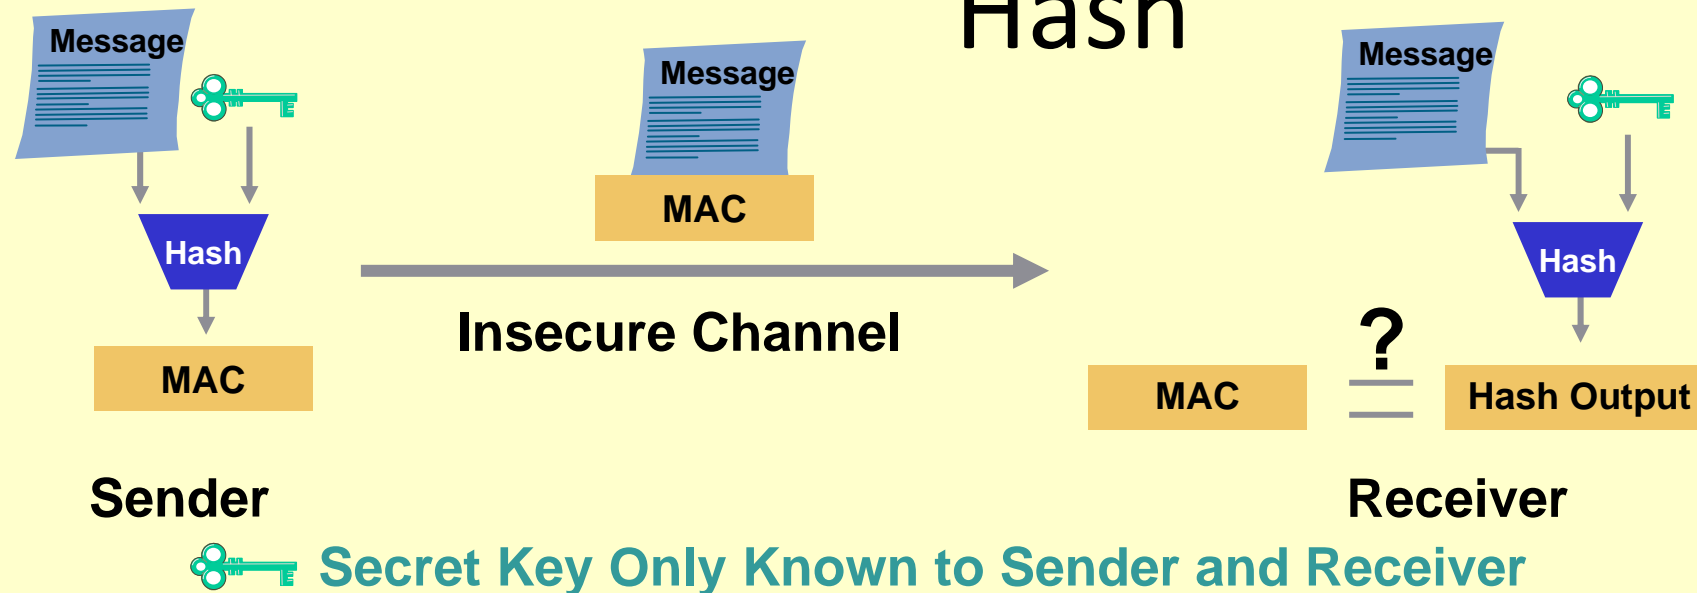 Hash
Message
Hash
MAC
Sender
Message
MAC
Insecure Channel
Message
Hash
MAC
?
Hash Output
Receiver
Secret Key Only Known to Sender and Receiver